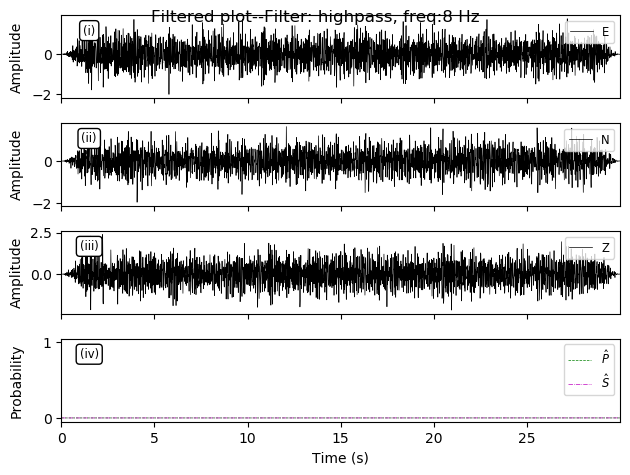 Filtered plot--Filter: highpass, freq:8 Hz
(i)
E
Amplitude
0
−2
(ii)
N
Amplitude
0
−2
(iii)
Z
Amplitude
2.5
0.0
(iv)
P̂
Ŝ
Probability
1
0
0 5 10 15 20 25
Time (s)